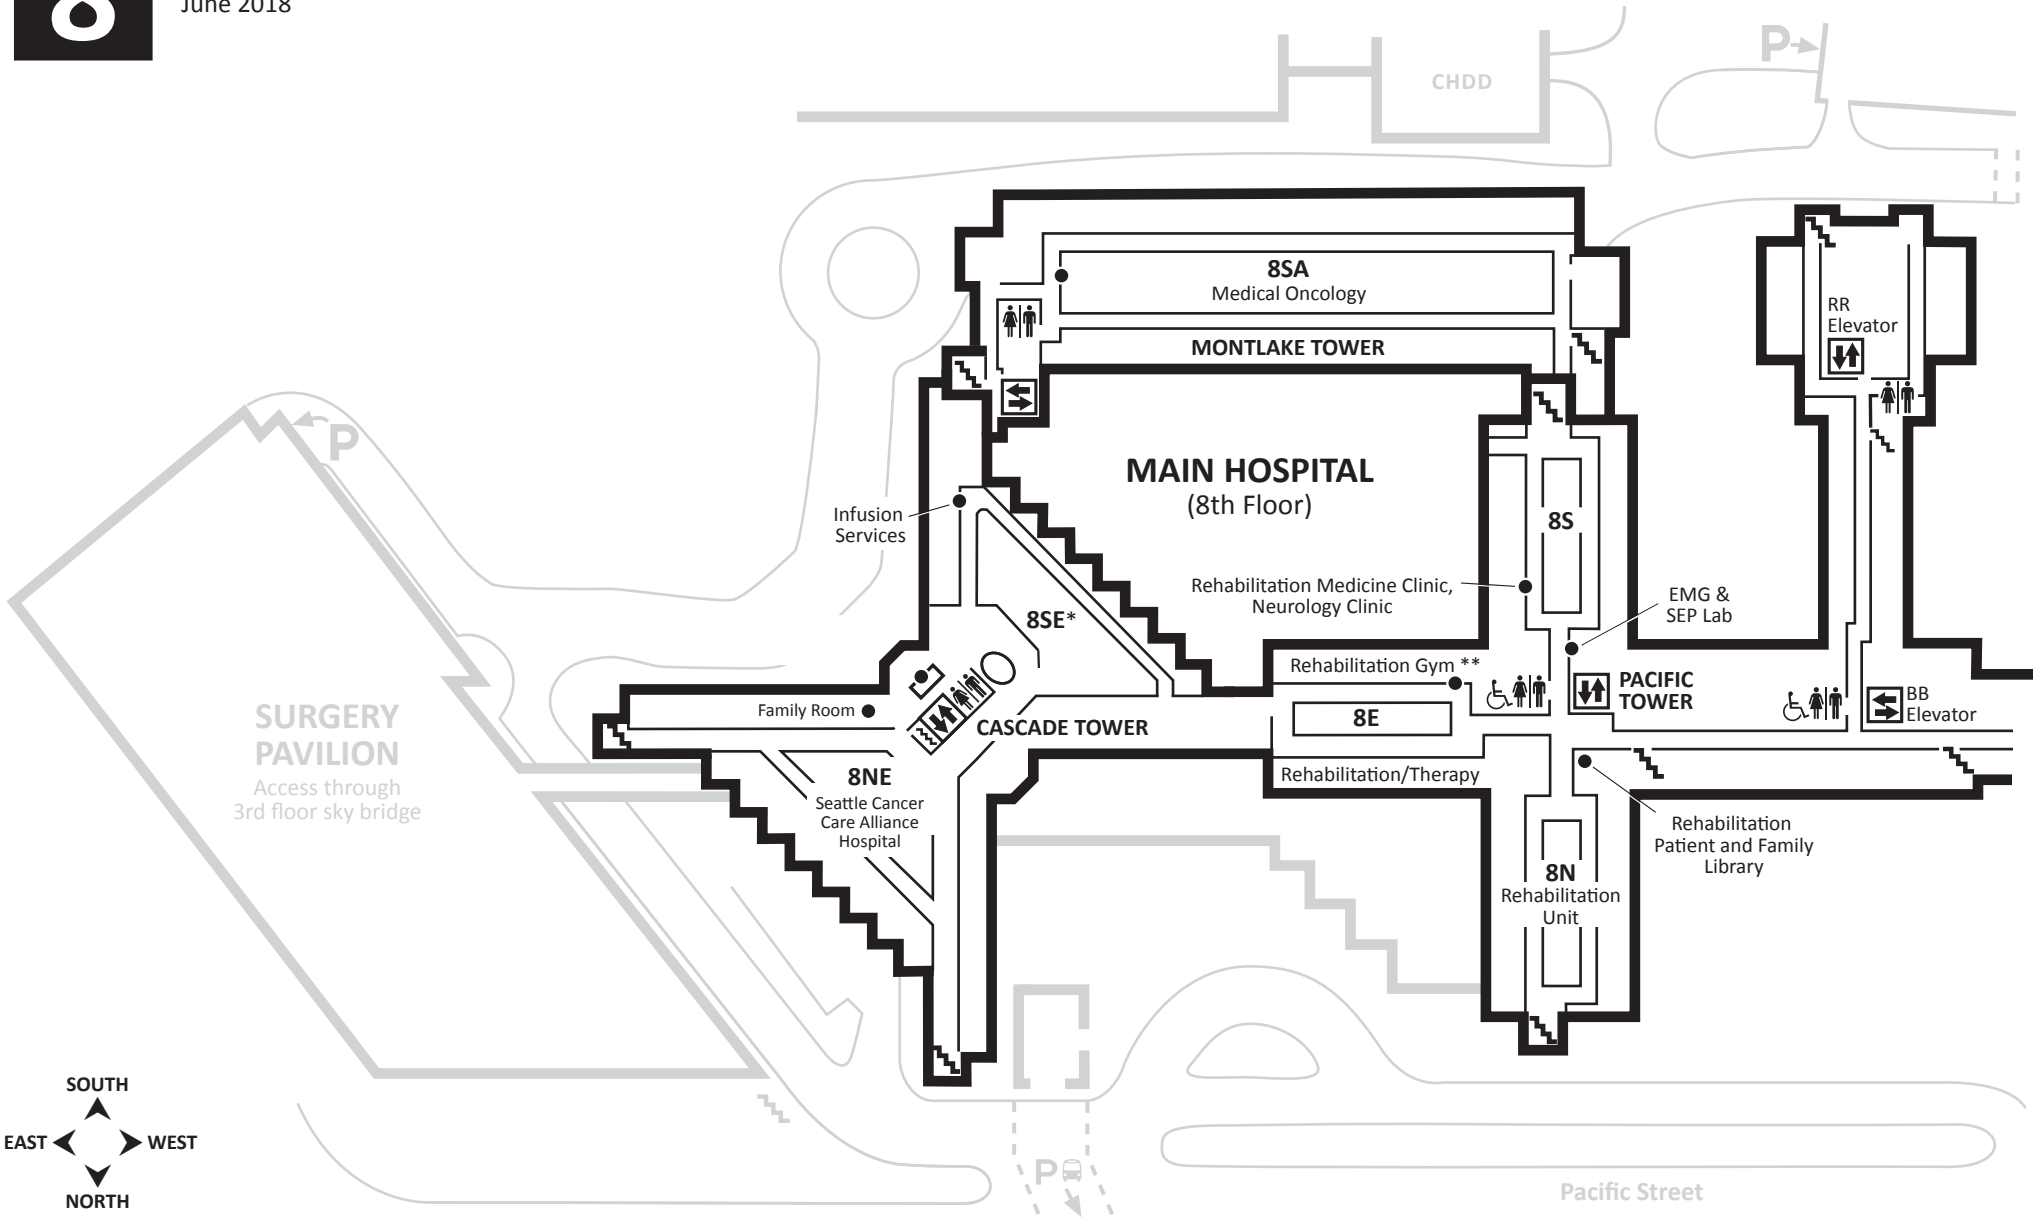 8
June 2018
P
CHDD
8SA
Medical Oncology
MONTLAKE TOWER
RR
Elevator
P
MAIN HOSPITAL
(8th Floor)
Infusion
Services
8S
Rehabilitation Medicine Clinic,
Neurology Clinic
EMG &
SEP Lab
8SE*
Rehabilitation Gym **
PACIFIC
TOWER
BB
Elevator
Family Room
CASCADE TOWER
8E
SURGERY
PAVILION
Access through
3rd floor sky bridge
8NE
Seattle Cancer
Care Alliance
Hospital
Rehabilitation/Therapy
Rehabilitation
Patient and Family
Library
8N
Rehabilitation
Unit
SOUTH
EAST
WEST
NORTH
P
Pacific Street